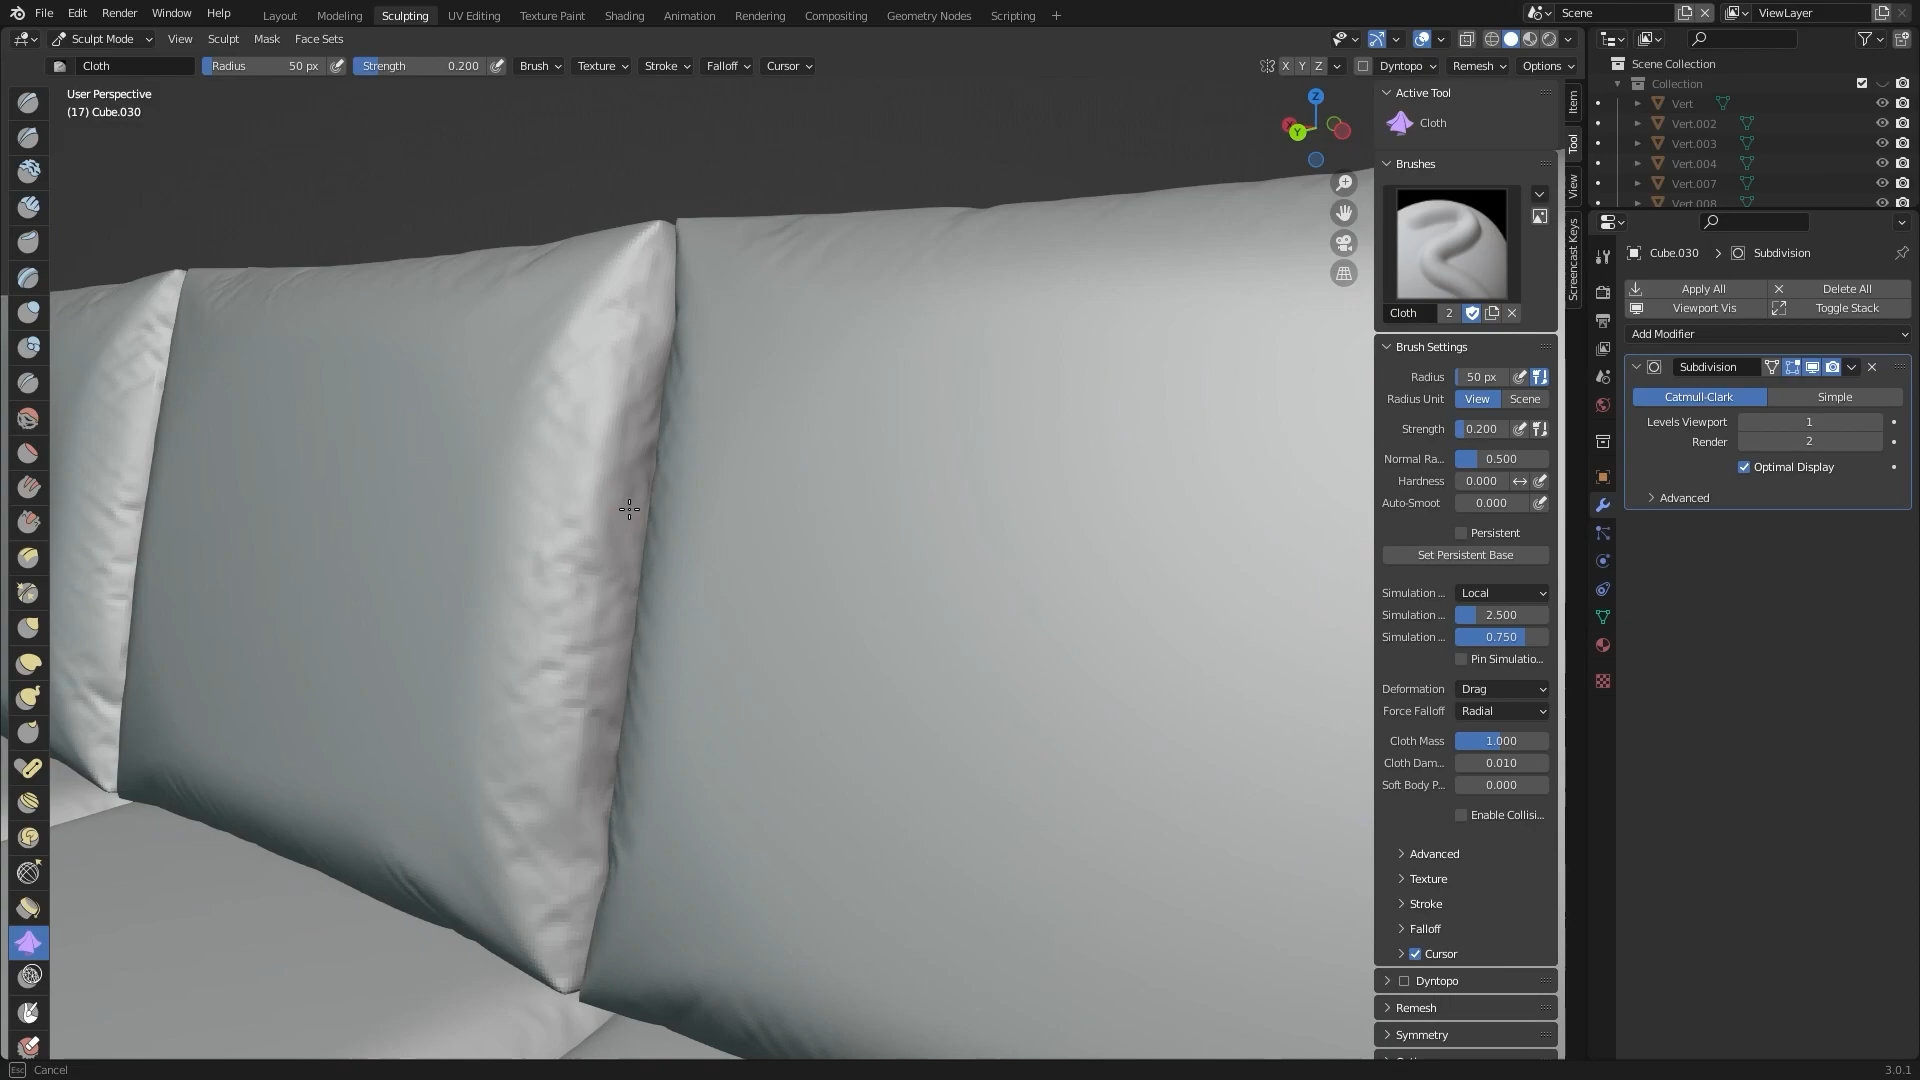 File Edit Render Window Help Layout Modeling Sculpting UV Editing Texture Paint Shading Animation Rendering Compositing Geometry Nodes Scripting + Scene ViewLayer
Sculpt Mode View Sculpt Mask Face Sets
Cloth Radius 50 px Strength 0.200 Brush Texture Stroke Falloff Cursor X Y Z Dyntopo Remesh Options
User Perspective
(17) Cube.030
Z
Y
Active Tool
Cloth
Brushes
Cloth 2
Brush Settings
Radius 50 px
Radius Unit View Scene
Strength 0.200
Normal Ra... 0.500
Hardness 0.000
Auto-Smoot 0.000
Persistent
Set Persistent Base
Simulation ... Local
Simulation ... 2.500
Simulation ... 0.750
Pin Simulatio...
Deformation Drag
Force Falloff Radial
Cloth Mass 1.000
Cloth Dam... 0.010
Soft Body P... 0.000
Enable Collisi...
Advanced
Texture
Stroke
Falloff
Cursor
Dyntopo
Remesh
Symmetry
Item
Tool
View
Screencast Keys
Scene Collection
Collection
Vert
Vert.002
Vert.003
Vert.004
Vert.007
Vert.008
Cube.030 Subdivision
Apply All Delete All
Viewport Vis Toggle Stack
Add Modifier
Subdivision
Catmull-Clark Simple
Levels Viewport 1
Render 2
Optimal Display
Advanced
Esc Cancel
3.0.1